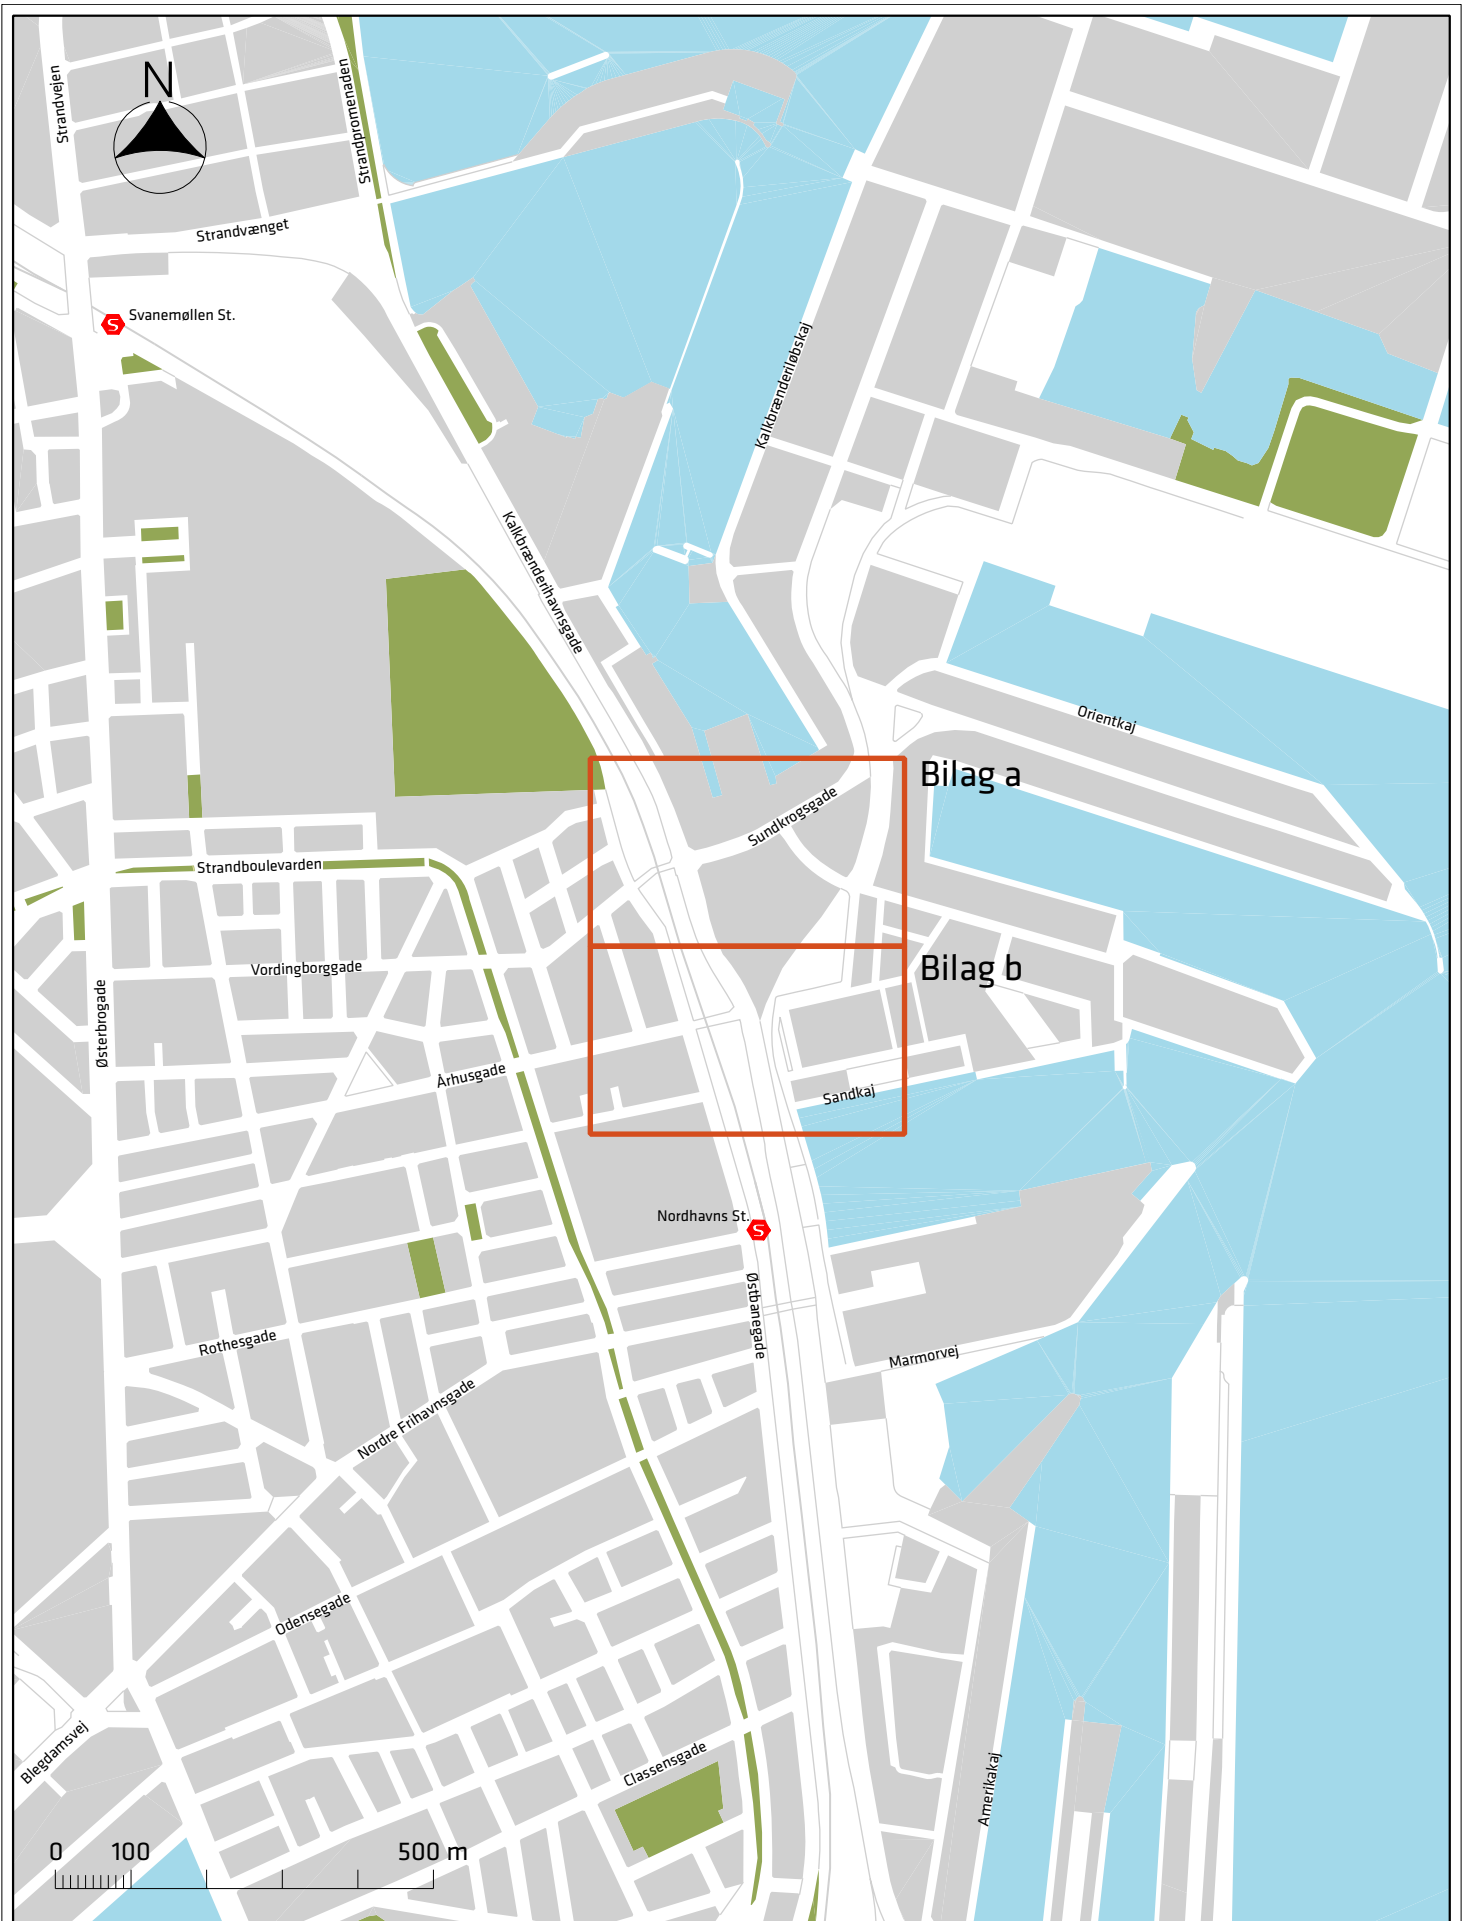 Strandvejen
N
Strandpromenaden
Strandvænget
S
Svanemøllen St.
Kalkbrænderiløbskaj
Kalkbrænderihavnsgade
Orientkaj
Bilag a
Sundkrogsgade
Strandboulevarden
Vordingborggade
Bilag b
Østerbrogade
Århusgade
Sandkaj
Nordhavns St.
S
Østbanegade
Rothesgade
Marmorvej
Nordre Frihavnsgade
Odensegade
Blegdamsvej
Classensgade
Amerikakaj
0 100 500 m